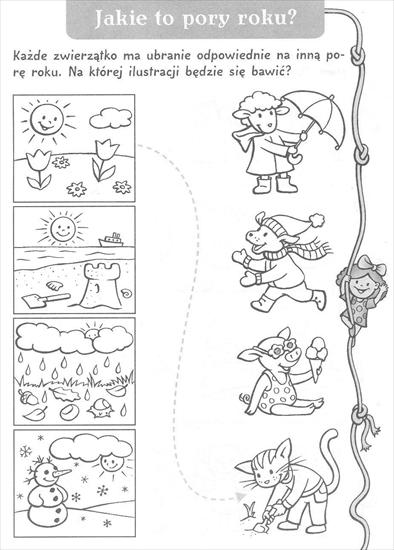 Jakie to pory roku?
Każde zwierzątko ma ubranie odpowiednie na inną po-
rę roku. Na której ilustracji będzie się bawić?